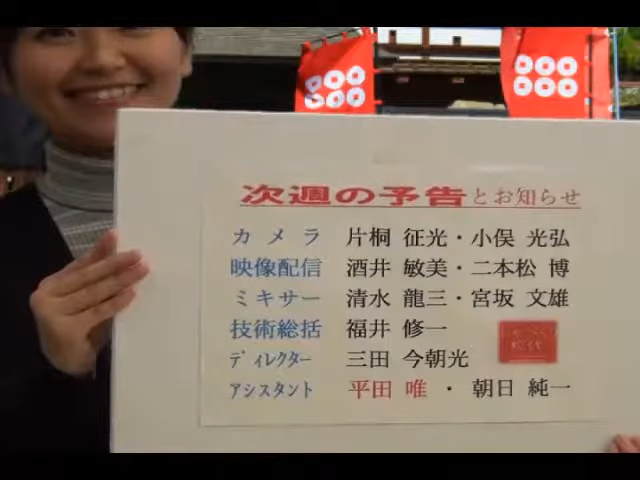 次週の予告とお知らせ
カメラ 片桐 征光・小俣 光弘
映像配信 酒井 敏美・二本松 博
ミキサー 清水 龍三・宮坂 文雄
技術総括 福井 修一
ディレクター 三田 今朝光
アシスタント 平田 唯 ・ 朝日 純一